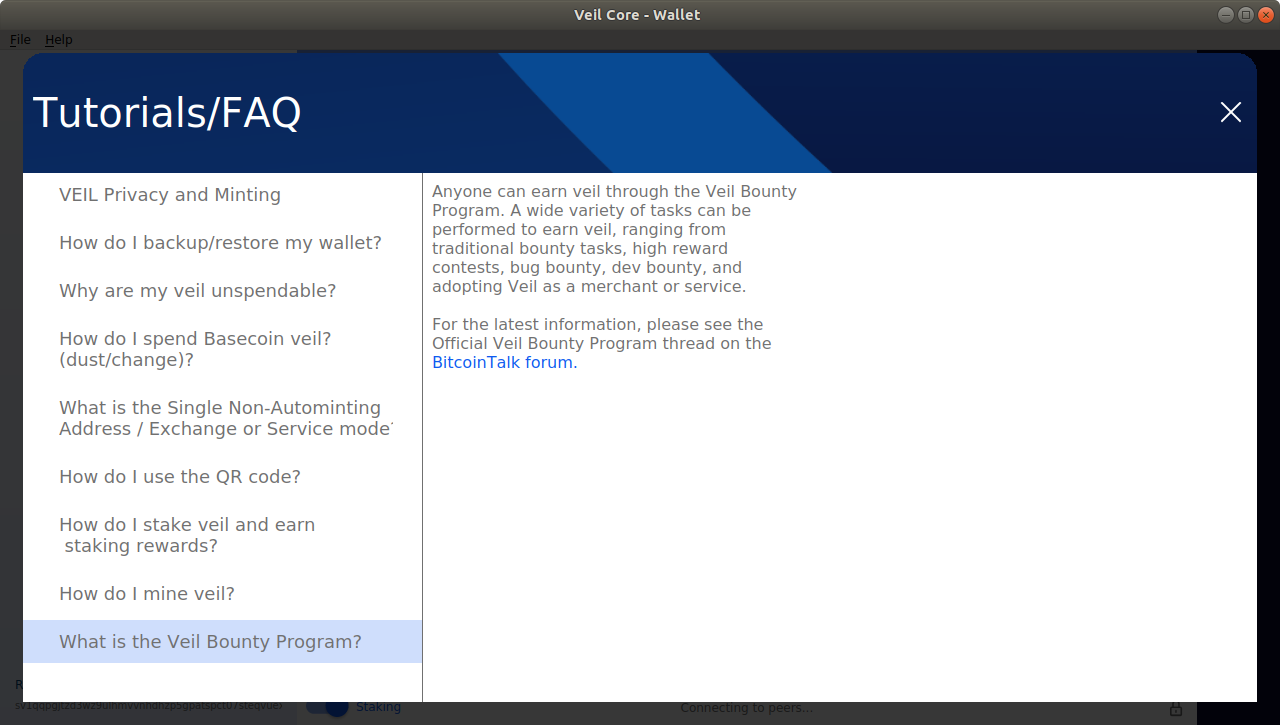 Veil Core - Wallet
File Help
Tutorials/FAQ
VEIL Privacy and Minting
How do I backup/restore my wallet?
Why are my veil unspendable?
How do I spend Basecoin veil?
(dust/change)?
What is the Single Non-Autominting
Address / Exchange or Service mode?
How do I use the QR code?
How do I stake veil and earn
staking rewards?
How do I mine veil?
What is the Veil Bounty Program?
Anyone can earn veil through the Veil Bounty
Program. A wide variety of tasks can be
performed to earn veil, ranging from
traditional bounty tasks, high reward
contests, bug bounty, dev bounty, and
adopting Veil as a merchant or service.
For the latest information, please see the
Official Veil Bounty Program thread on the
BitcoinTalk forum.
Staking
Connecting to peers...